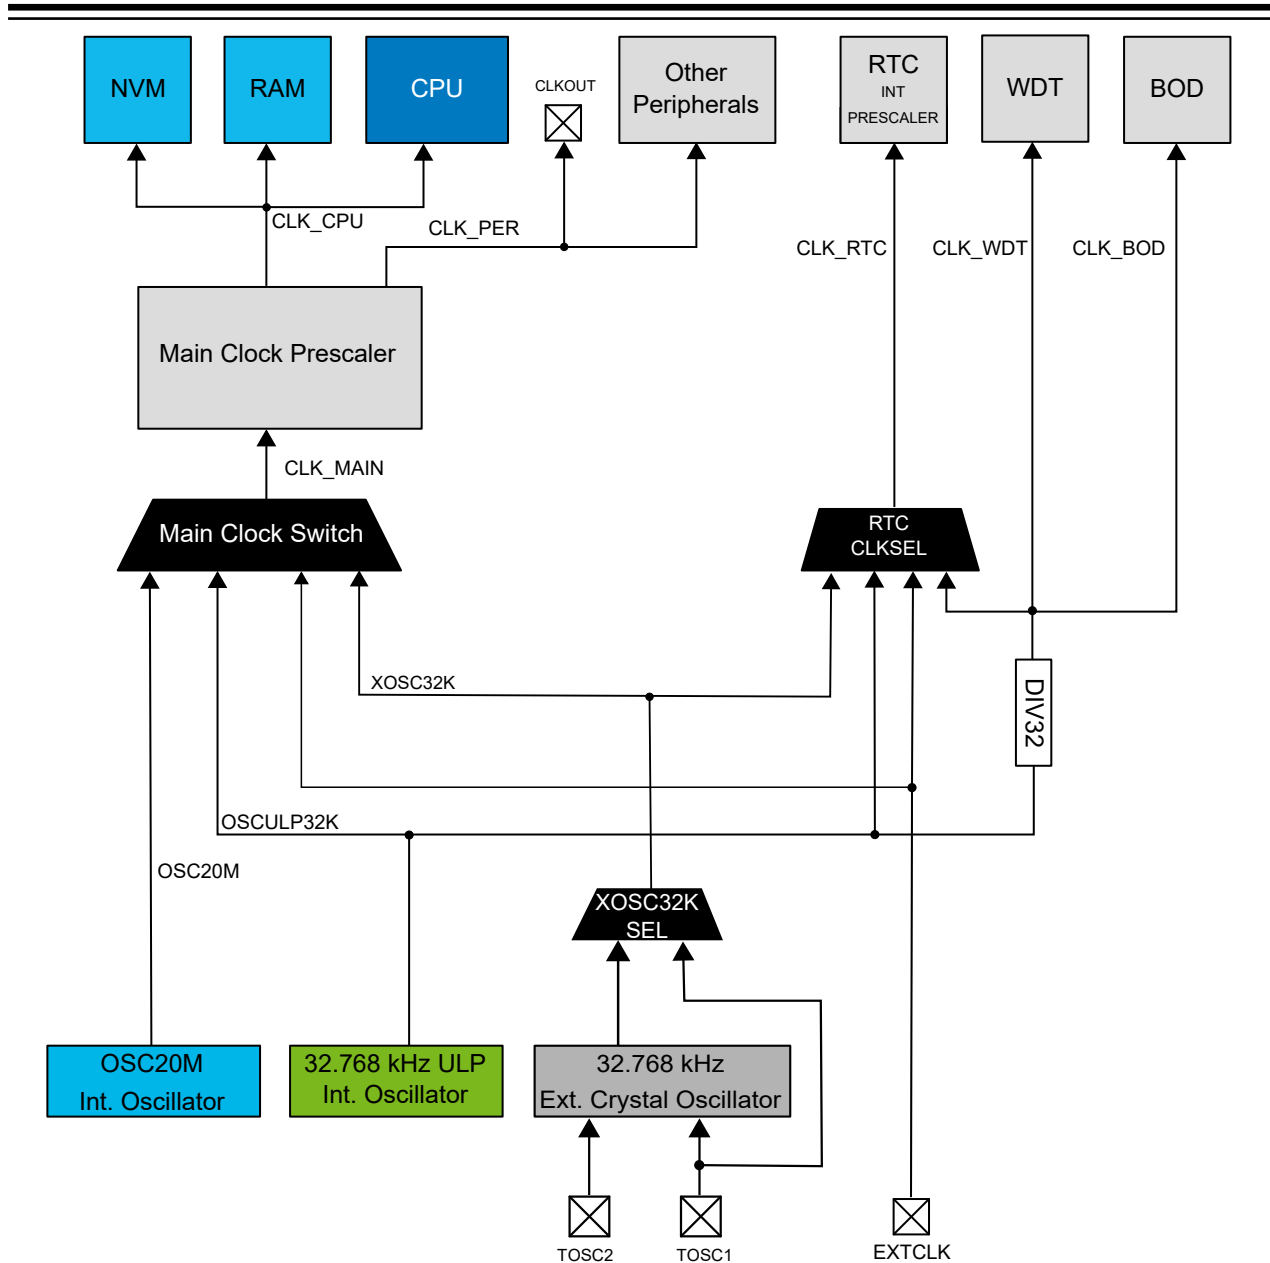 NVM
RAM
CPU
CLKOUT
Other
Peripherals
RTC
INT
PRESCALER
WDT
BOD
CLK_CPU
CLK_PER
CLK_RTC
CLK_WDT
CLK_BOD
Main Clock Prescaler
CLK_MAIN
Main Clock Switch
RTC
CLKSEL
XOSC32K
DIV32
OSCULP32K
OSC20M
XOSC32K
SEL
OSC20M
Int. Oscillator
32.768 kHz ULP
Int. Oscillator
32.768 kHz
Ext. Crystal Oscillator
TOSC2
TOSC1
EXTCLK